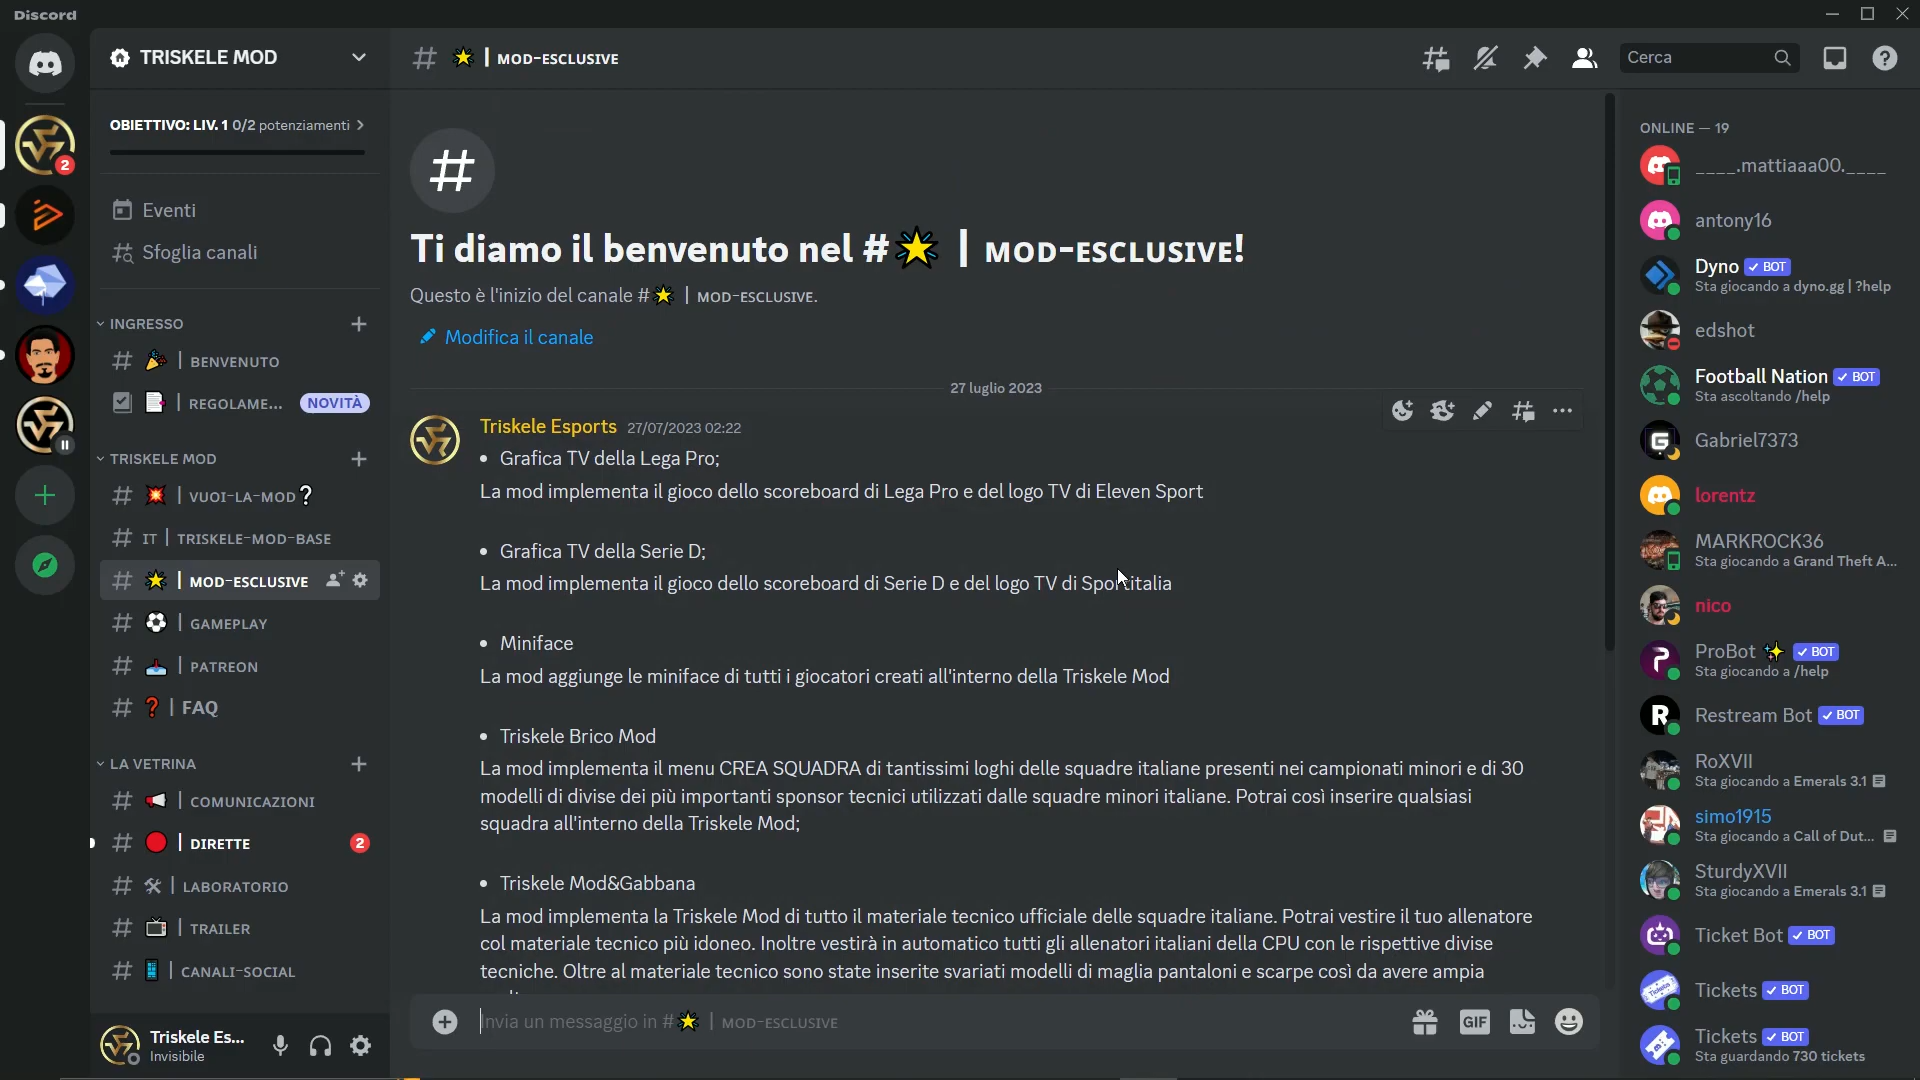 Discord
TRISKELE MOD
OBIETTIVO: LIV. 1 0/2 potenziamenti
Eventi
Sfoglia canali
INGRESSO
# | BENVENUTO
| REGOLAME... NOVITÀ
TRISKELE MOD
# | VUOI-LA-MOD❔
# IT | TRISKELE-MOD-BASE
# | MOD-ESCLUSIVE
# | GAMEPLAY
# | PATREON
# ❓ | FAQ
LA VETRINA
# | COMUNICAZIONI
# | DIRETTE 2
# | LABORATORIO
# | TRAILER
# | CANALI-SOCIAL
Triskele Es...
Invisibile
2
# | MOD-ESCLUSIVE
Cerca
#
Ti diamo il benvenuto nel #🌟 | MOD-ESCLUSIVE!
Questo è l'inizio del canale #🌟 | MOD-ESCLUSIVE.
Modifica il canale
27 luglio 2023
Triskele Esports 27/07/2023 02:22
• Grafica TV della Lega Pro;
La mod implementa il gioco dello scoreboard di Lega Pro e del logo TV di Eleven Sport
• Grafica TV della Serie D;
La mod implementa il gioco dello scoreboard di Serie D e del logo TV di Sportitalia
• Miniface
La mod aggiunge le miniface di tutti i giocatori creati all'interno della Triskele Mod
• Triskele Brico Mod
La mod implementa il menu CREA SQUADRA di tantissimi loghi delle squadre italiane presenti nei campionati minori e di 30
modelli di divise dei più importanti sponsor tecnici utilizzati dalle squadre minori italiane. Potrai così inserire qualsiasi
squadra all'interno della Triskele Mod;
• Triskele Mod&Gabbana
La mod implementa la Triskele Mod di tutto il materiale tecnico ufficiale delle squadre italiane. Potrai vestire il tuo allenatore
col materiale tecnico più idoneo. Inoltre vestirà in automatico tutti gli allenatori italiani della CPU con le rispettive divise
tecniche. Oltre al materiale tecnico sono state inserite svariati modelli di maglia pantaloni e scarpe così da avere ampia
Invia un messaggio in #🌟 | MOD-ESCLUSIVE
GIF
ONLINE — 19
____.mattiaaa00.____
antony16
Dyno ✓ BOT
Sta giocando a dyno.gg | ?help
edshot
Football Nation ✓ BOT
Sta ascoltando /help
Gabriel7373
lorentz
MARKROCK36
Sta giocando a Grand Theft A...
nico
ProBot ✨ ✓ BOT
Sta giocando a /help
Restream Bot ✓ BOT
RoXVII
Sta giocando a Emerals 3.1
simo1915
Sta giocando a Call of Dut...
SturdyXVII
Sta giocando a Emerals 3.1
Ticket Bot ✓ BOT
Tickets ✓ BOT
Tickets ✓ BOT
Sta guardando 730 tickets